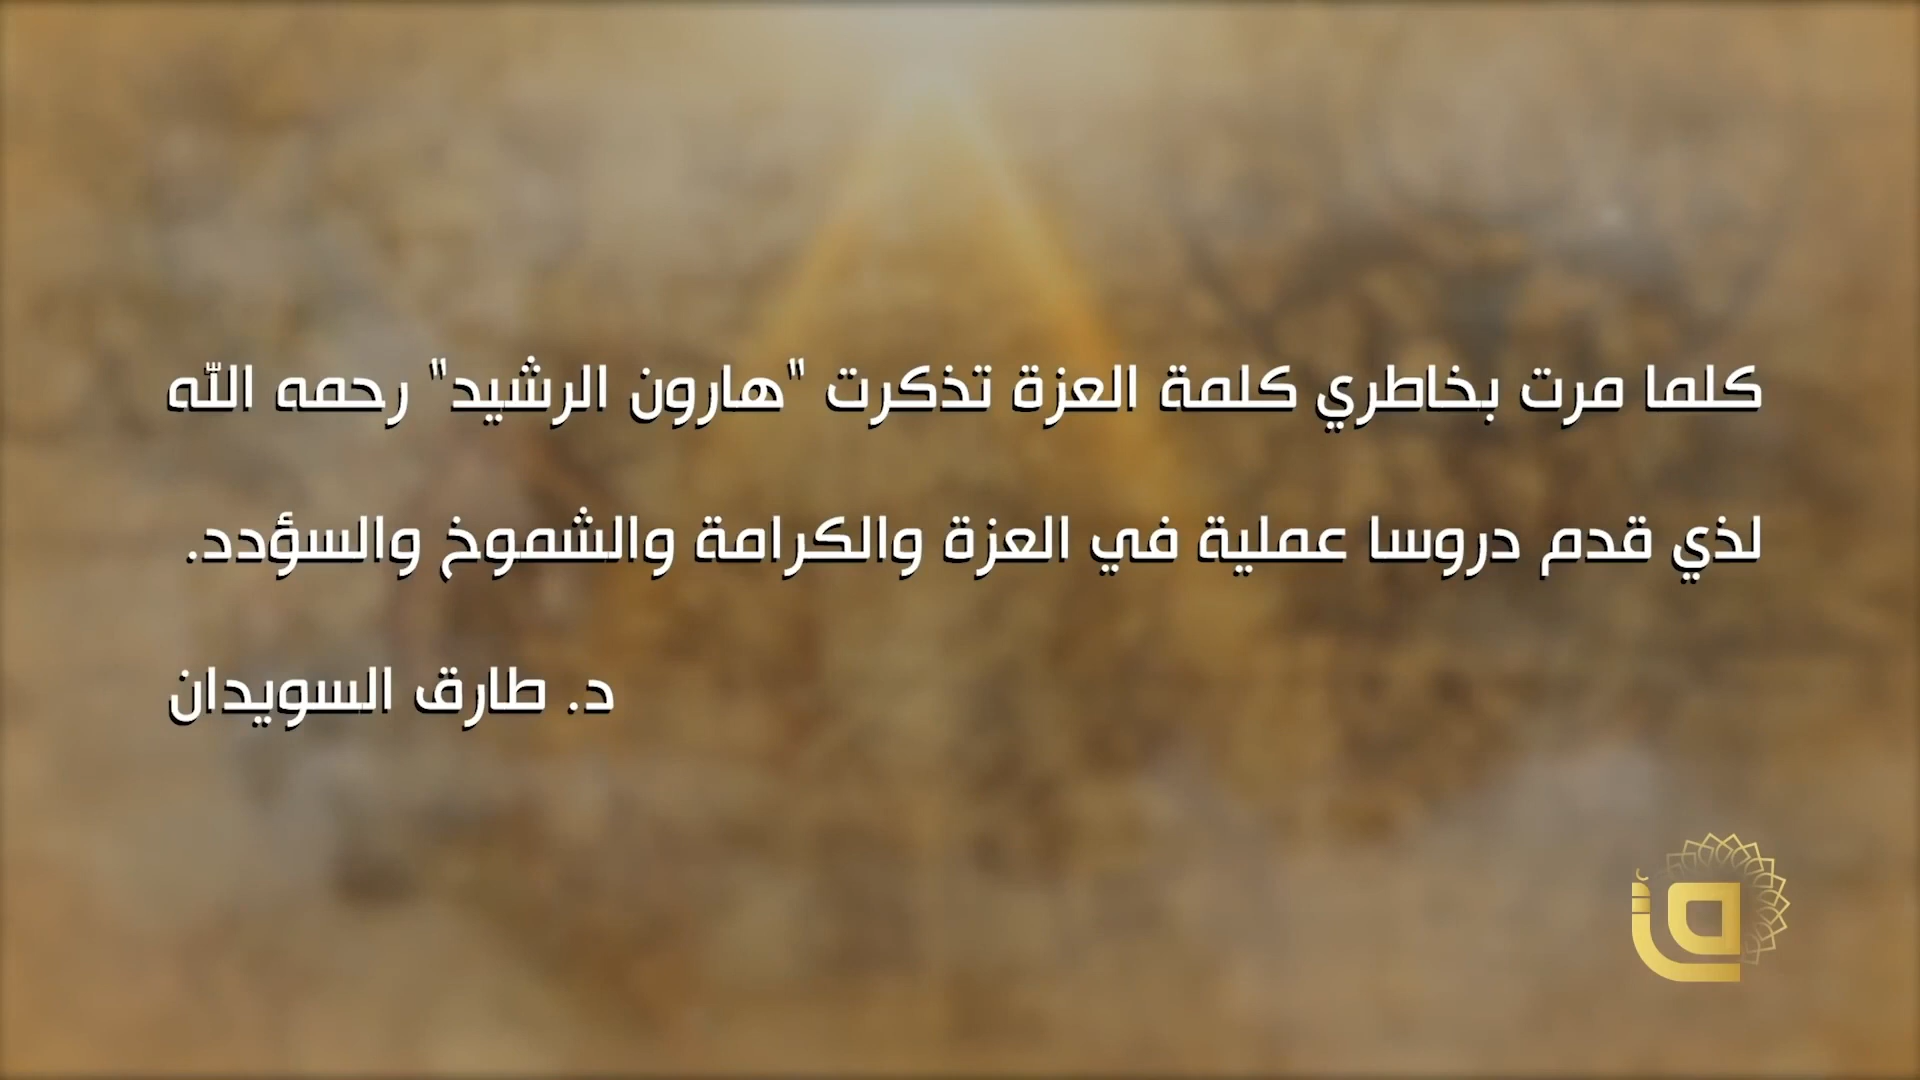 كلما مرت بخاطري كلمة العزة تذكرت "هارون الرشيد" رحمه الله
لذي قدم دروسا عملية في العزة والكرامة والشموخ والسؤدد.
د. طارق السويدان